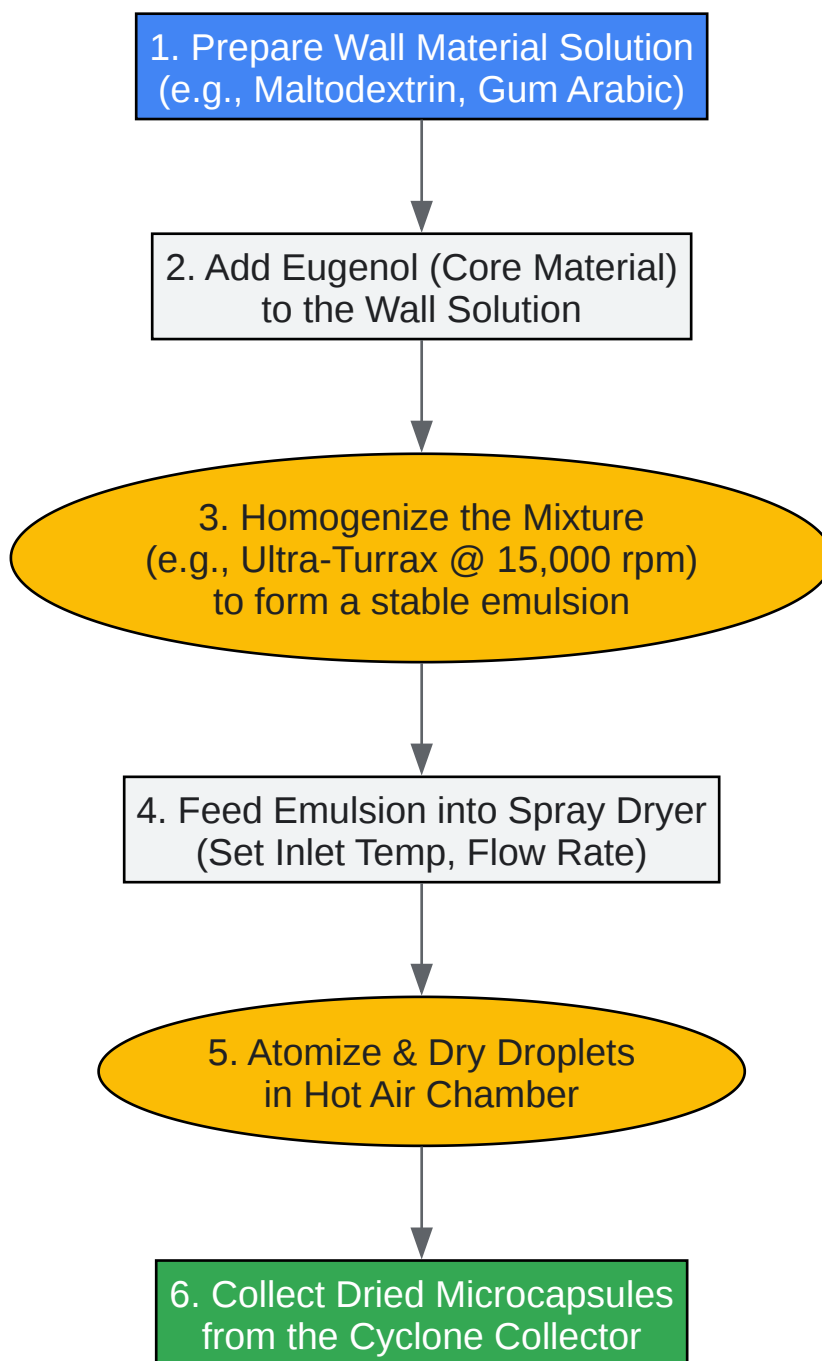 1. Prepare Wall Material Solution
(e.g., Maltodextrin, Gum Arabic)
2. Add Eugenol (Core Material)
to the Wall Solution
3. Homogenize the Mixture
(e.g., Ultra-Turrax @ 15,000 rpm)
to form a stable emulsion
4. Feed Emulsion into Spray Dryer
(Set Inlet Temp, Flow Rate)
5. Atomize & Dry Droplets
in Hot Air Chamber
6. Collect Dried Microcapsules
from the Cyclone Collector